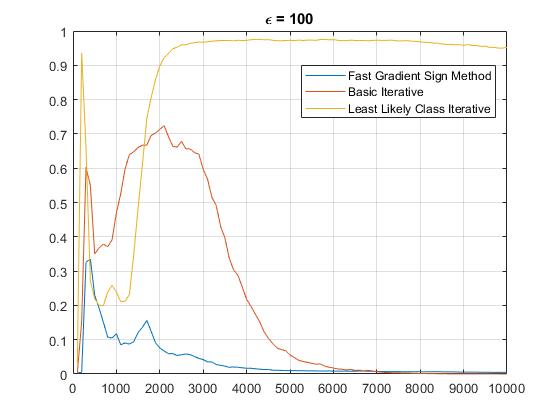 ϵ = 100
1
0.9
0.8
0.7
0.6
0.5
0.4
0.3
0.2
0.1
0
Fast Gradient Sign Method
Basic Iterative
Least Likely Class Iterative
0 1000 2000 3000 4000 5000 6000 7000 8000 9000 10000